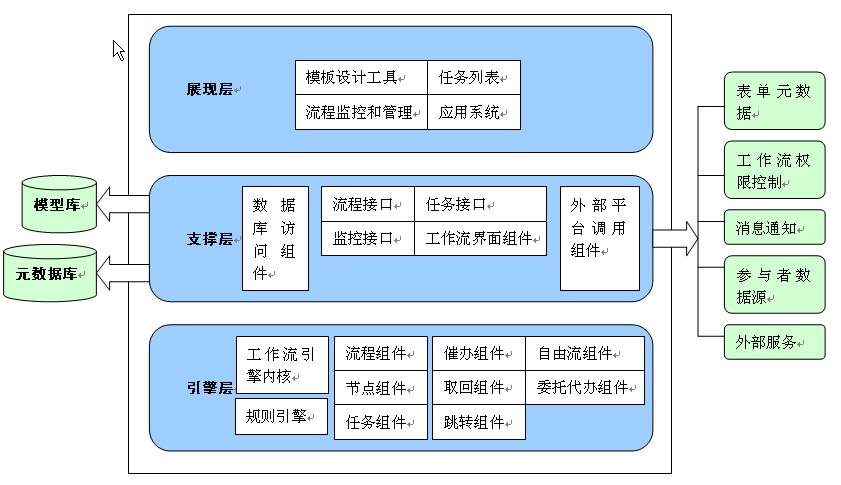 展现层
模板设计工具
任务列表
流程监控和管理
应用系统
模型库
元数据库
支撑层
数据
库访
问组
件
流程接口
任务接口
监控接口
工作流界面组件
外部平
台调用
组件
表单元数
据
工作流权
限控制
消息通知
参与者数
据源
外部服务
引擎层
工作流引
擎内核
规则引擎
流程组件
节点组件
任务组件
催办组件
自由流组件
取回组件
委托代办组件
跳转组件